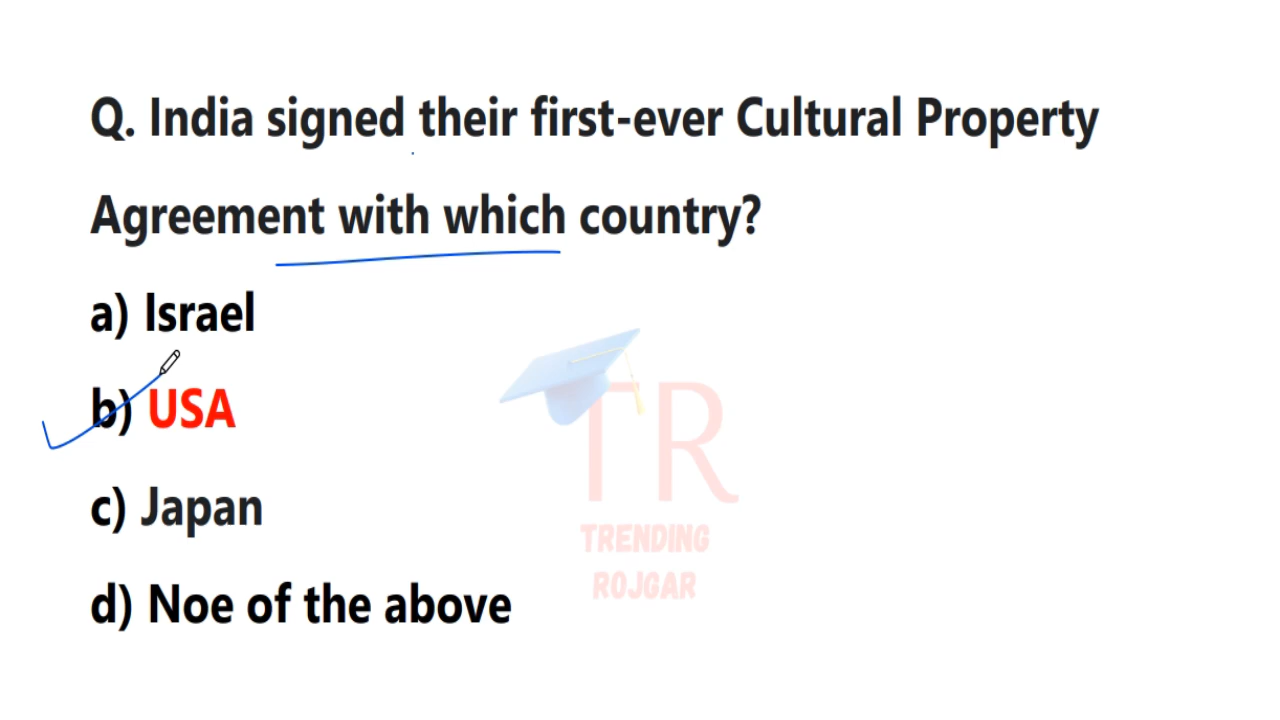 Q. India signed their first-ever Cultural Property
Agreement with which country?
a) Israel
b) USA
c) Japan
d) Noe of the above
TR
TRENDING
ROJGAR